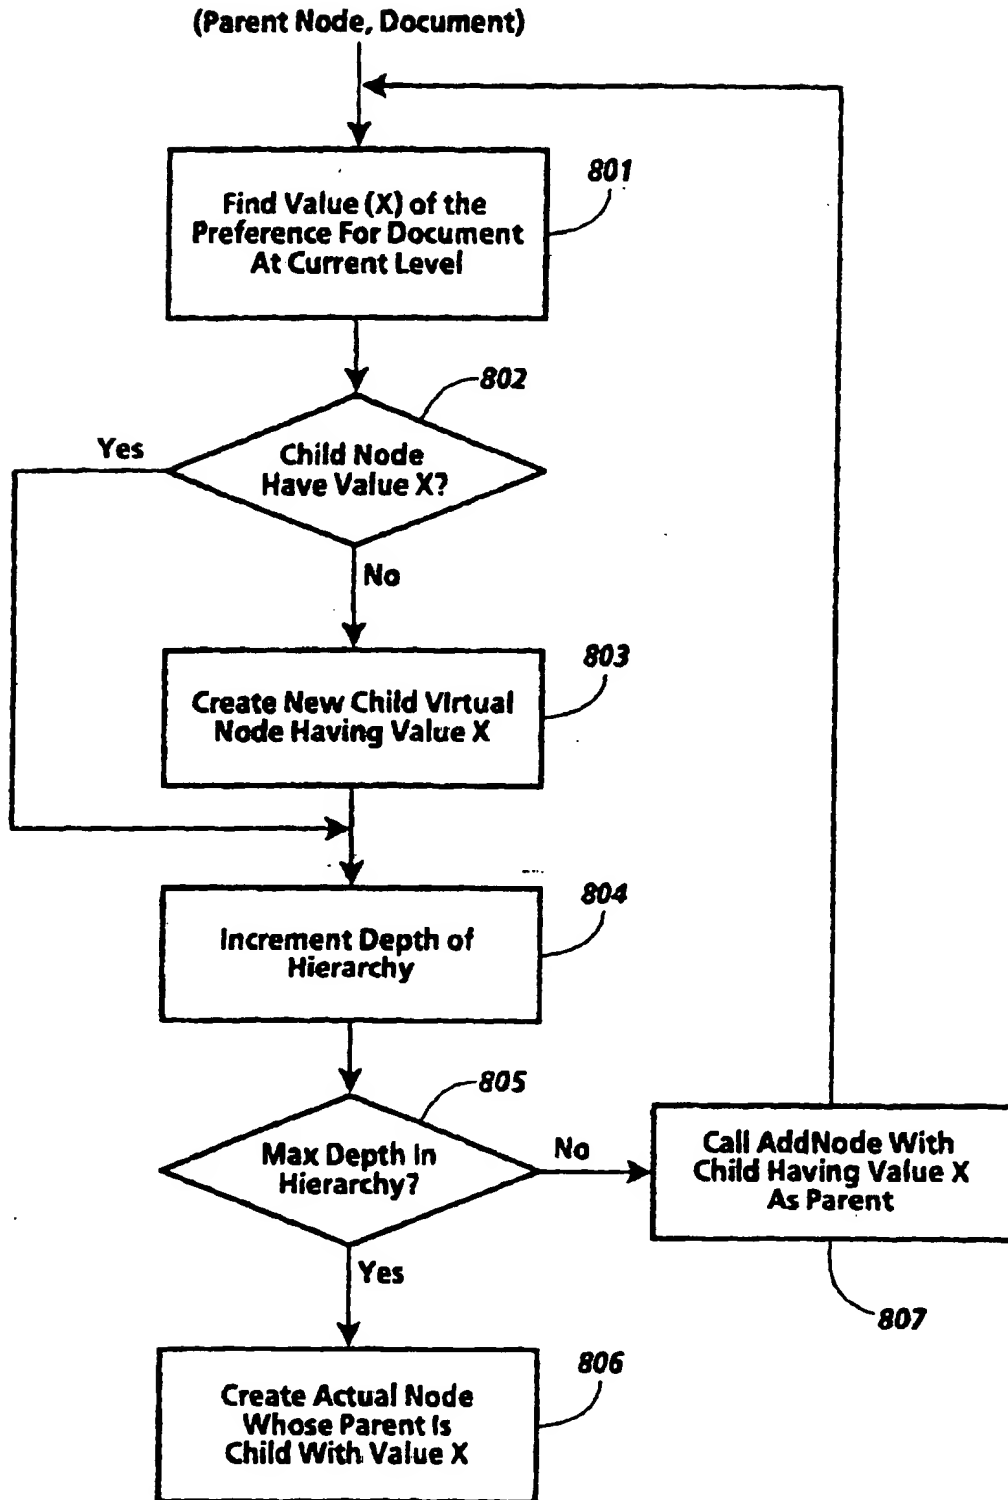 (Parent Node, Document)
801
Find Value (X) of the
Preference For Document
At Current Level
802
Yes
Child Node
Have Value X?
No
803
Create New Child Virtual
Node Having Value X
804
Increment Depth of
Hierarchy
805
Max Depth In
Hierarchy?
No
Call AddNode With
Child Having Value X
As Parent
Yes
807
806
Create Actual Node
Whose Parent Is
Child With Value X